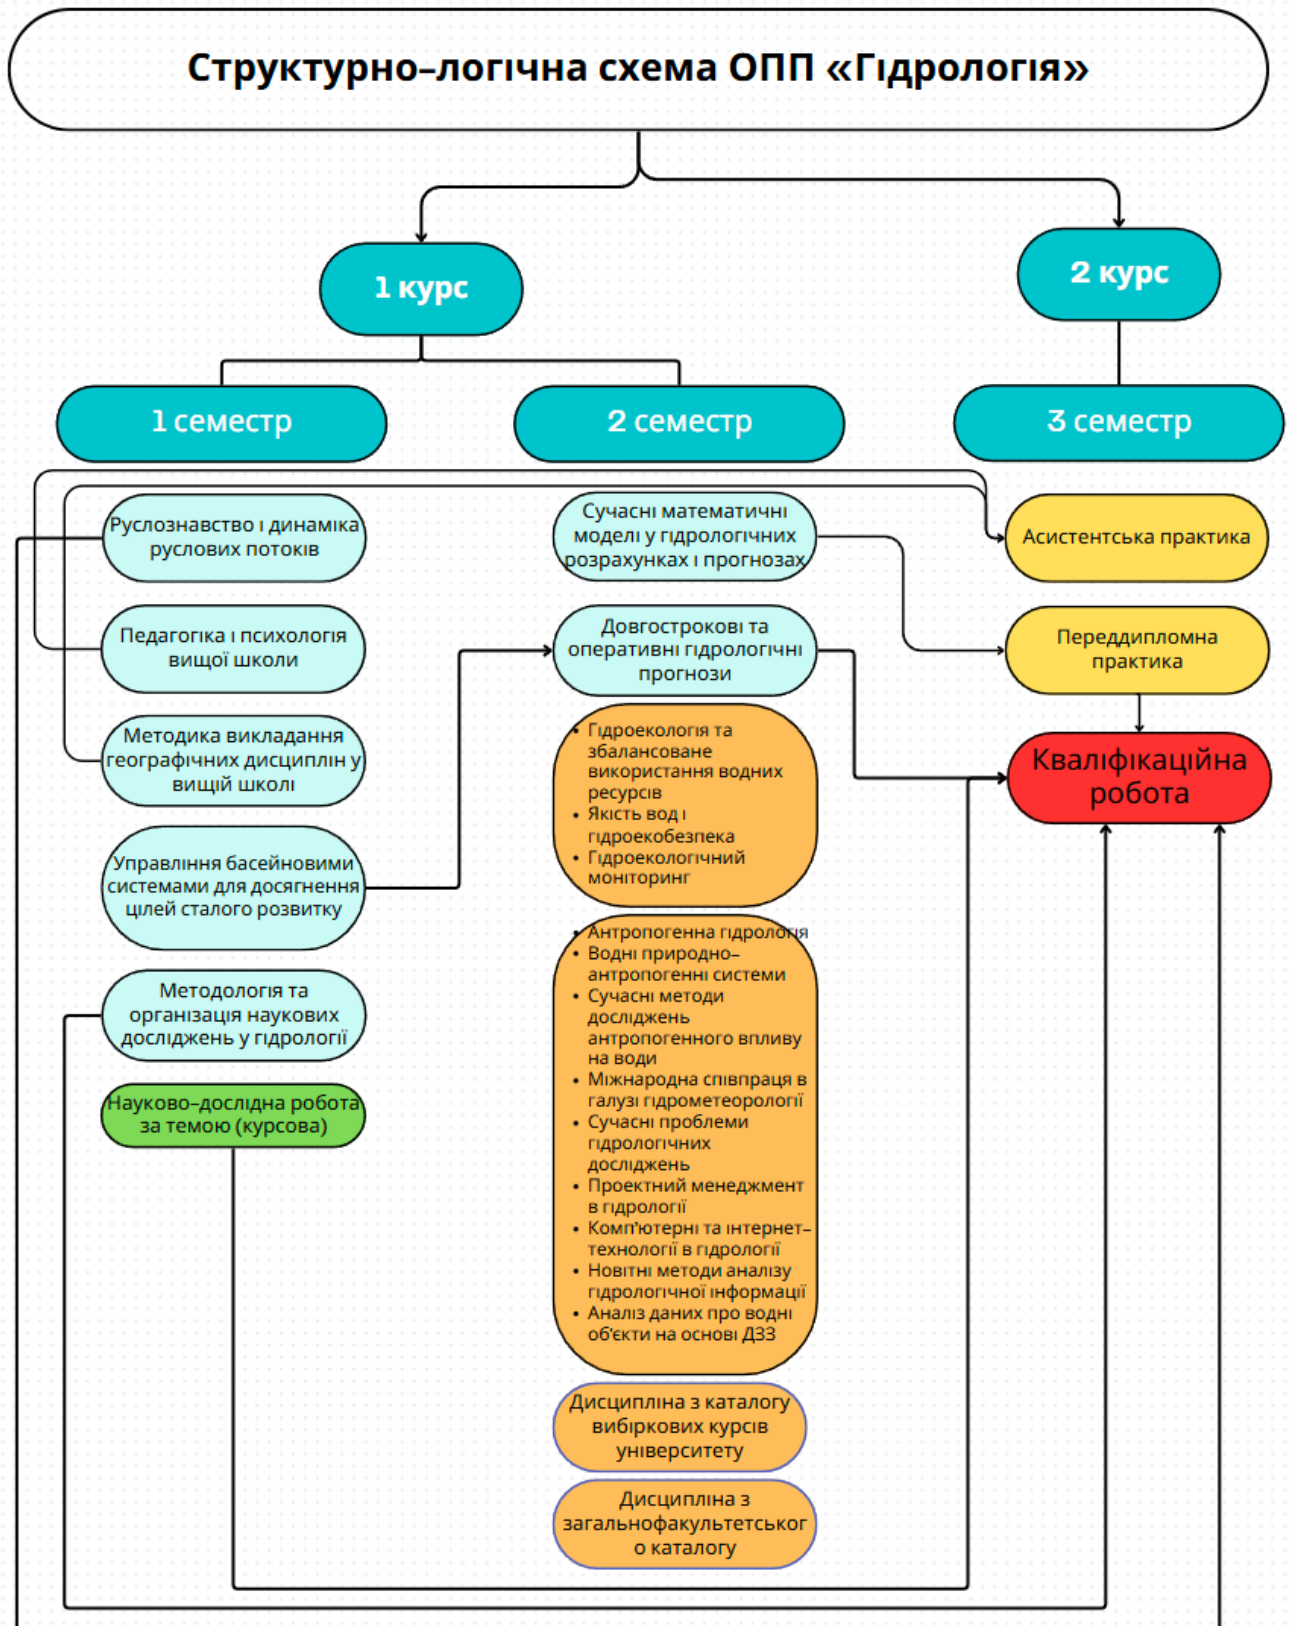 Структурно-логічна схема ОПП «Гідрологія»
1 курс
2 курс
1 семестр
2 семестр
3 семестр
Руслознавство і динаміка
руслових потоків
Педагогіка і психологія
вищої школи
Методика викладання
географічних дисциплін у
вищій школі
Управління басейновими
системами для досягнення
цілей сталого розвитку
Методологія та
організація наукових
досліджень у гідрології
Науково-дослідна робота
за темою (курсова)
Сучасні математичні
моделі у гідрологічних
розрахунках і прогнозах
Довгострокові та
оперативні гідрологічні
прогнози
• Гідроекологія та
збалансоване
використання водних
ресурсів
• Якість вод і
гідроекобезпека
• Гідроекологічний
моніторинг
• Антропогенна гідрологія
• Водні природно-
антропогенні системи
• Сучасні методи
досліджень
антропогенного впливу
на води
• Міжнародна співпраця в
галузі гідрометеорології
• Сучасні проблеми
гідрологічних
досліджень
• Проектний менеджмент
в гідрології
• Комп'ютерні та інтернет-
технології в гідрології
• Новітні методи аналізу
гідрологічної інформації
• Аналіз даних про водні
об'єкти на основі ДЗЗ
Дисципліна з каталогу
вибіркових курсів
університету
Дисципліна з
загальнофакультетськог
о каталогу
Асистентська практика
Переддипломна
практика
Кваліфікаційна
робота